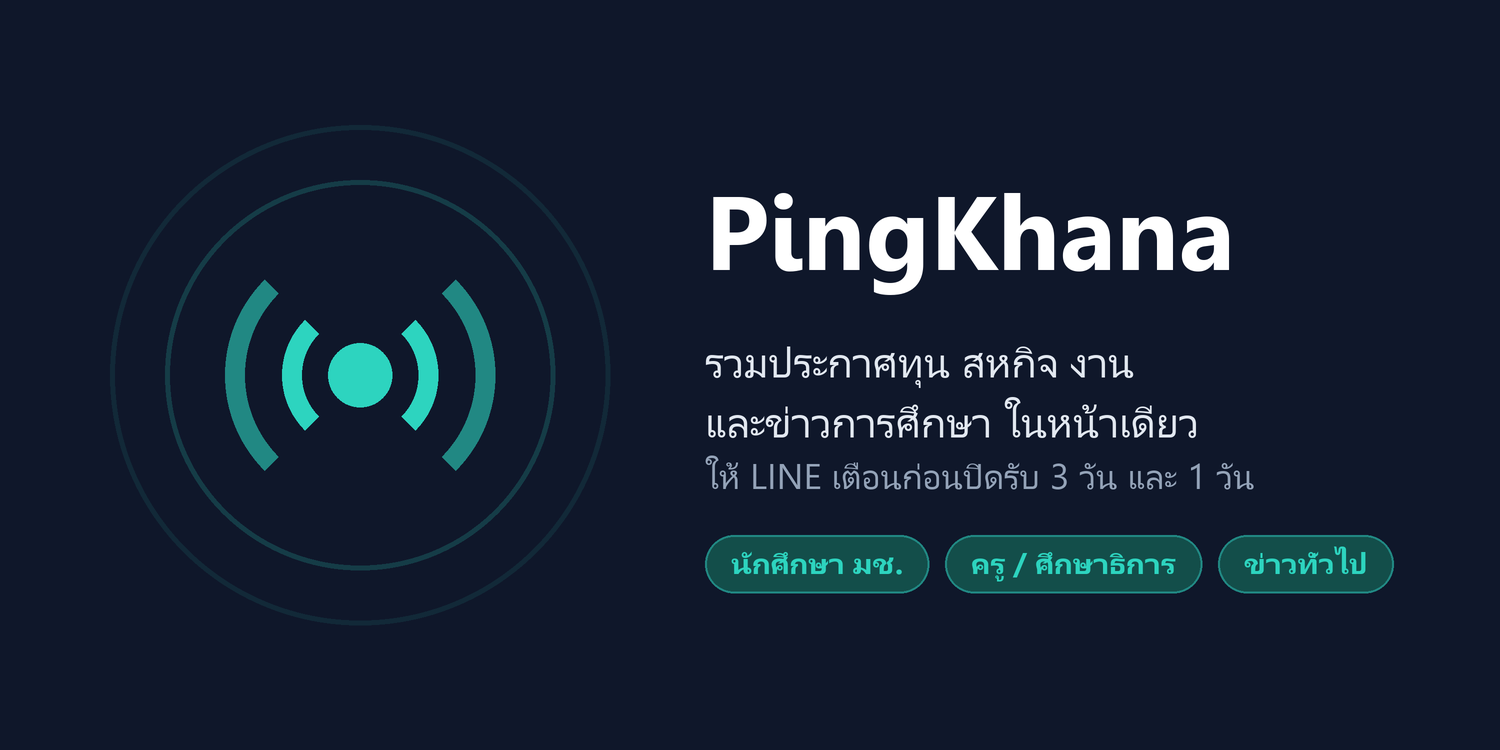 PingKhana
รวมประกาศทุน สหกิจ งาน
และข่าวการศึกษา ในหน้าเดียว
ให้ LINE เตือนก่อนปิดรับ 3 วัน และ 1 วัน
นักศึกษา มช. ครู / ศึกษาธิการ ข่าวทั่วไป